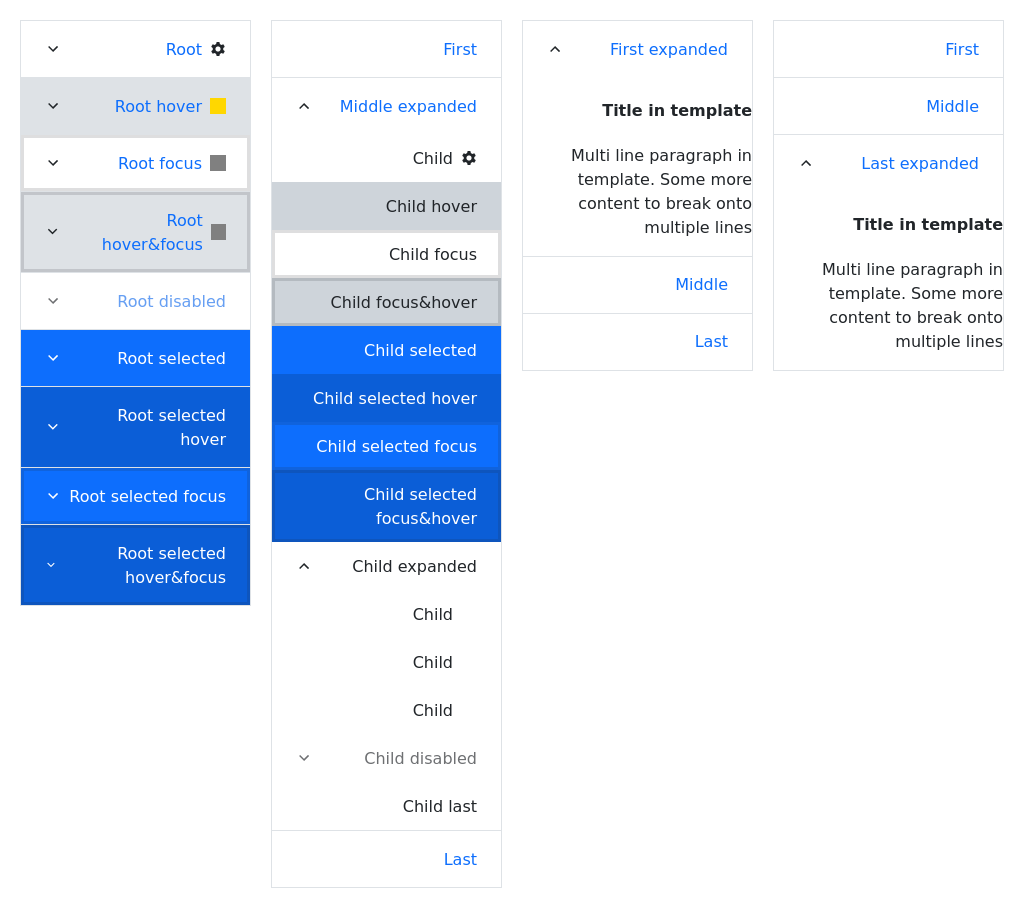 Root
Root hover
Root focus
Root
hover&focus
Root disabled
Root selected
Root selected
hover
Root selected focus
Root selected
hover&focus
First
Middle expanded
Child
Child hover
Child focus
Child focus&hover
Child selected
Child selected hover
Child selected focus
Child selected
focus&hover
Child expanded
Child
Child
Child
Child disabled
Child last
Last
First expanded
Title in template
Multi line paragraph in
template. Some more
content to break onto
multiple lines
Middle
Last
First
Middle
Last expanded
Title in template
Multi line paragraph in
template. Some more
content to break onto
multiple lines